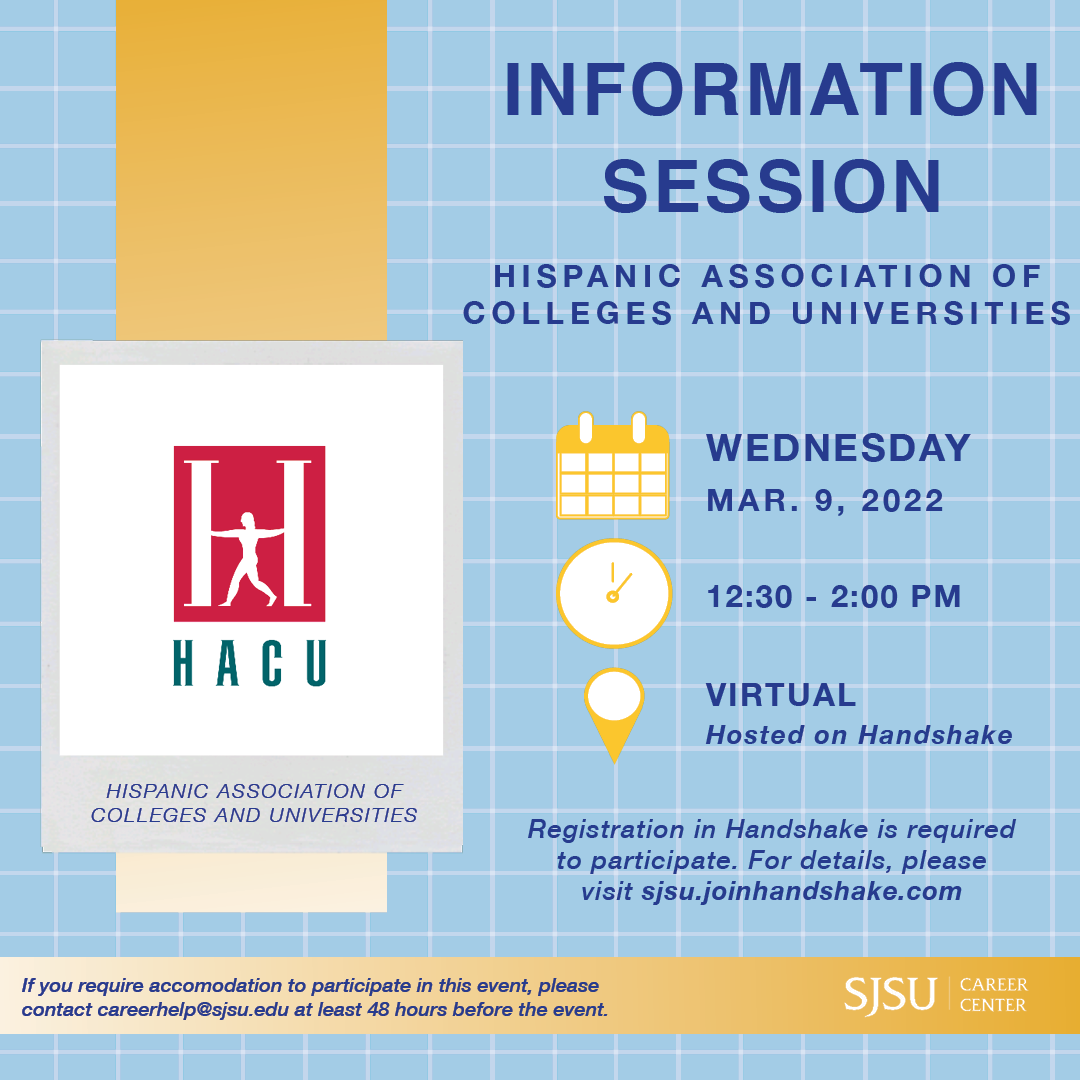 INFORMATION
SESSION
HISPANIC ASSOCIATION OF
COLLEGES AND UNIVERSITIES
H
HACU
HISPANIC ASSOCIATION OF
COLLEGES AND UNIVERSITIES
WEDNESDAY
MAR. 9, 2022
12:30 - 2:00 PM
VIRTUAL
Hosted on Handshake
Registration in Handshake is required
to participate. For details, please
visit sjsu.joinhandshake.com
If you require accomodation to participate in this event, please
contact careerhelp@sjsu.edu at least 48 hours before the event.
SJSU | CAREER
CENTER